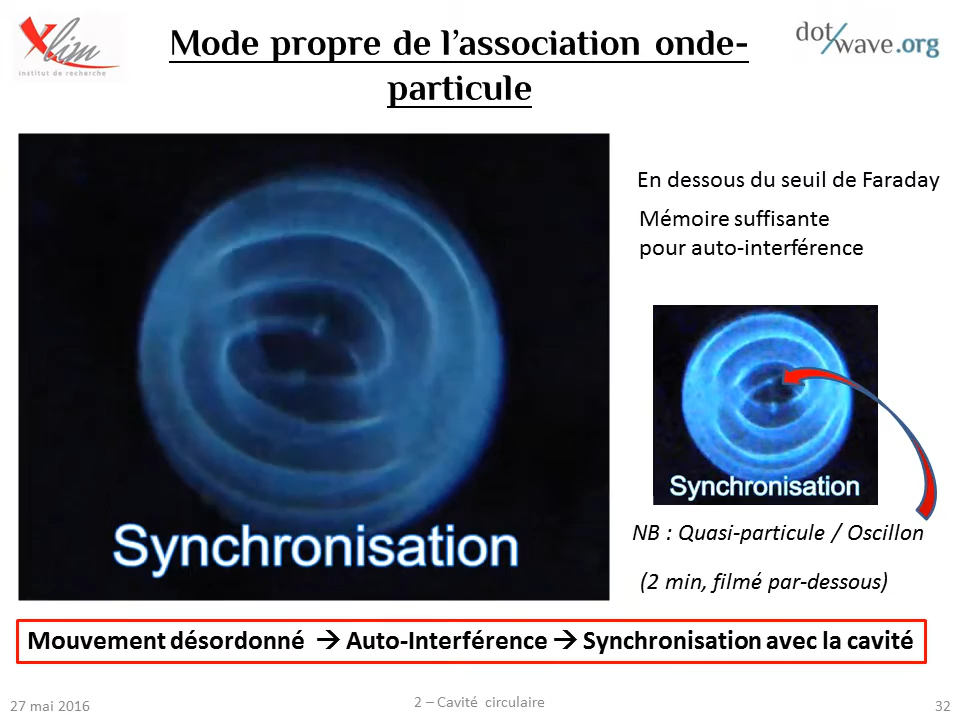 Xlim
institut de recherche
dot/wave.org
Mode propre de l’association onde-
particule
En dessous du seuil de Faraday
Mémoire suffisante
pour auto-interférence
Synchronisation
Synchronisation
NB : Quasi-particule / Oscillon
(2 min, filmé par-dessous)
Mouvement désordonné → Auto-Interférence → Synchronisation avec la cavité
27 mai 2016
2 – Cavité circulaire
32